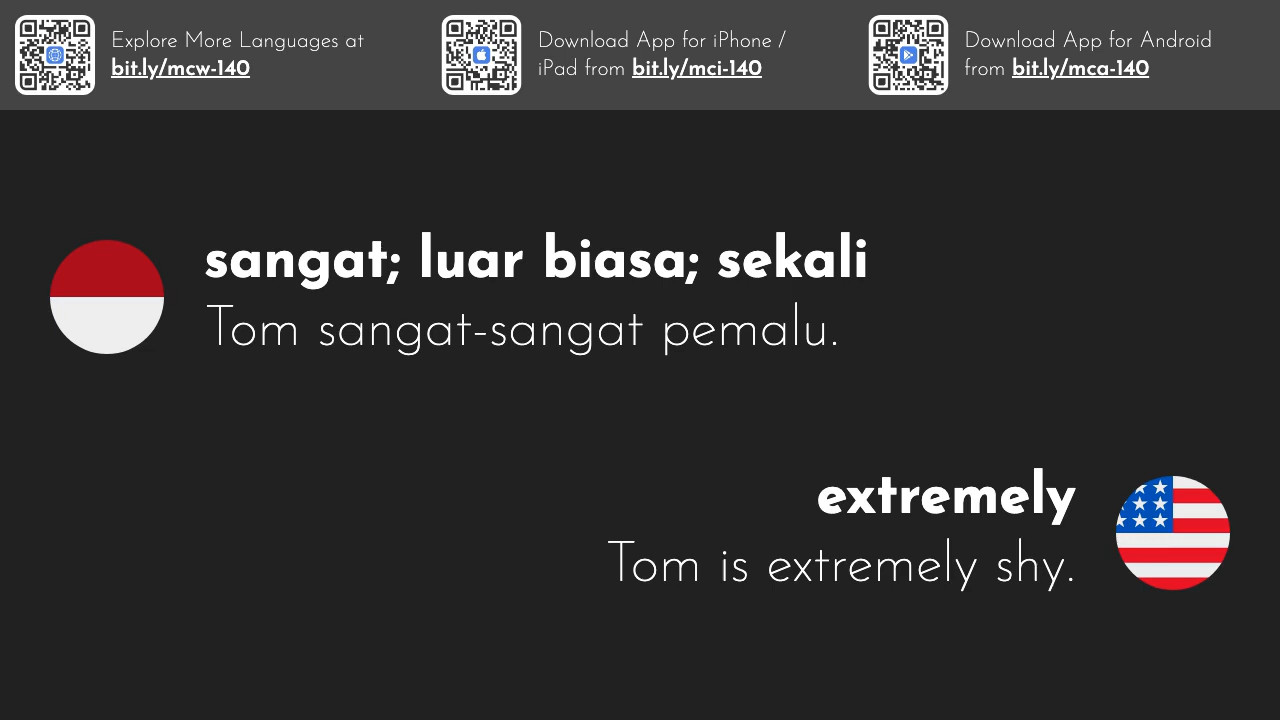 Explore More Languages at
bit.ly/mcw-140
Download App for iPhone /
iPad from bit.ly/mci-140
Download App for Android
from bit.ly/mca-140
sangat; luar biasa; sekali
Tom sangat-sangat pemalu.
extremely
Tom is extremely shy.